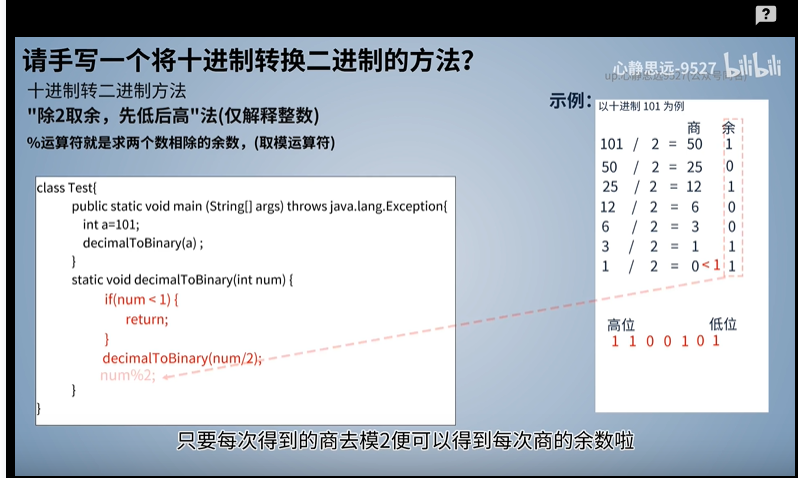 ?
请手写一个将十进制转换二进制的方法?
心静思远-9527 bilibili
十进制转二进制方法
"除2取余，先低后高"法(仅解释整数)
%运算符就是求两个数相除的余数，(取模运算符)
示例:
以十进制 101 为例
商 余
101 / 2 = 50 1
50 / 2 = 25 0
25 / 2 = 12 1
12 / 2 = 6 0
6 / 2 = 3 0
3 / 2 = 1 1
1 / 2 = 0 < 1 1
高位 低位
1 1 0 0 1 0 1
class Test{
public static void main (String[] args) throws java.lang.Exception{
int a=101;
decimalToBinary(a) ;
}
static void decimalToBinary(int num) {
if(num < 1) {
return;
}
decimalToBinary(num/2);
num%2;
}
}
只要每次得到的商去模2便可以得到每次商的余数啦